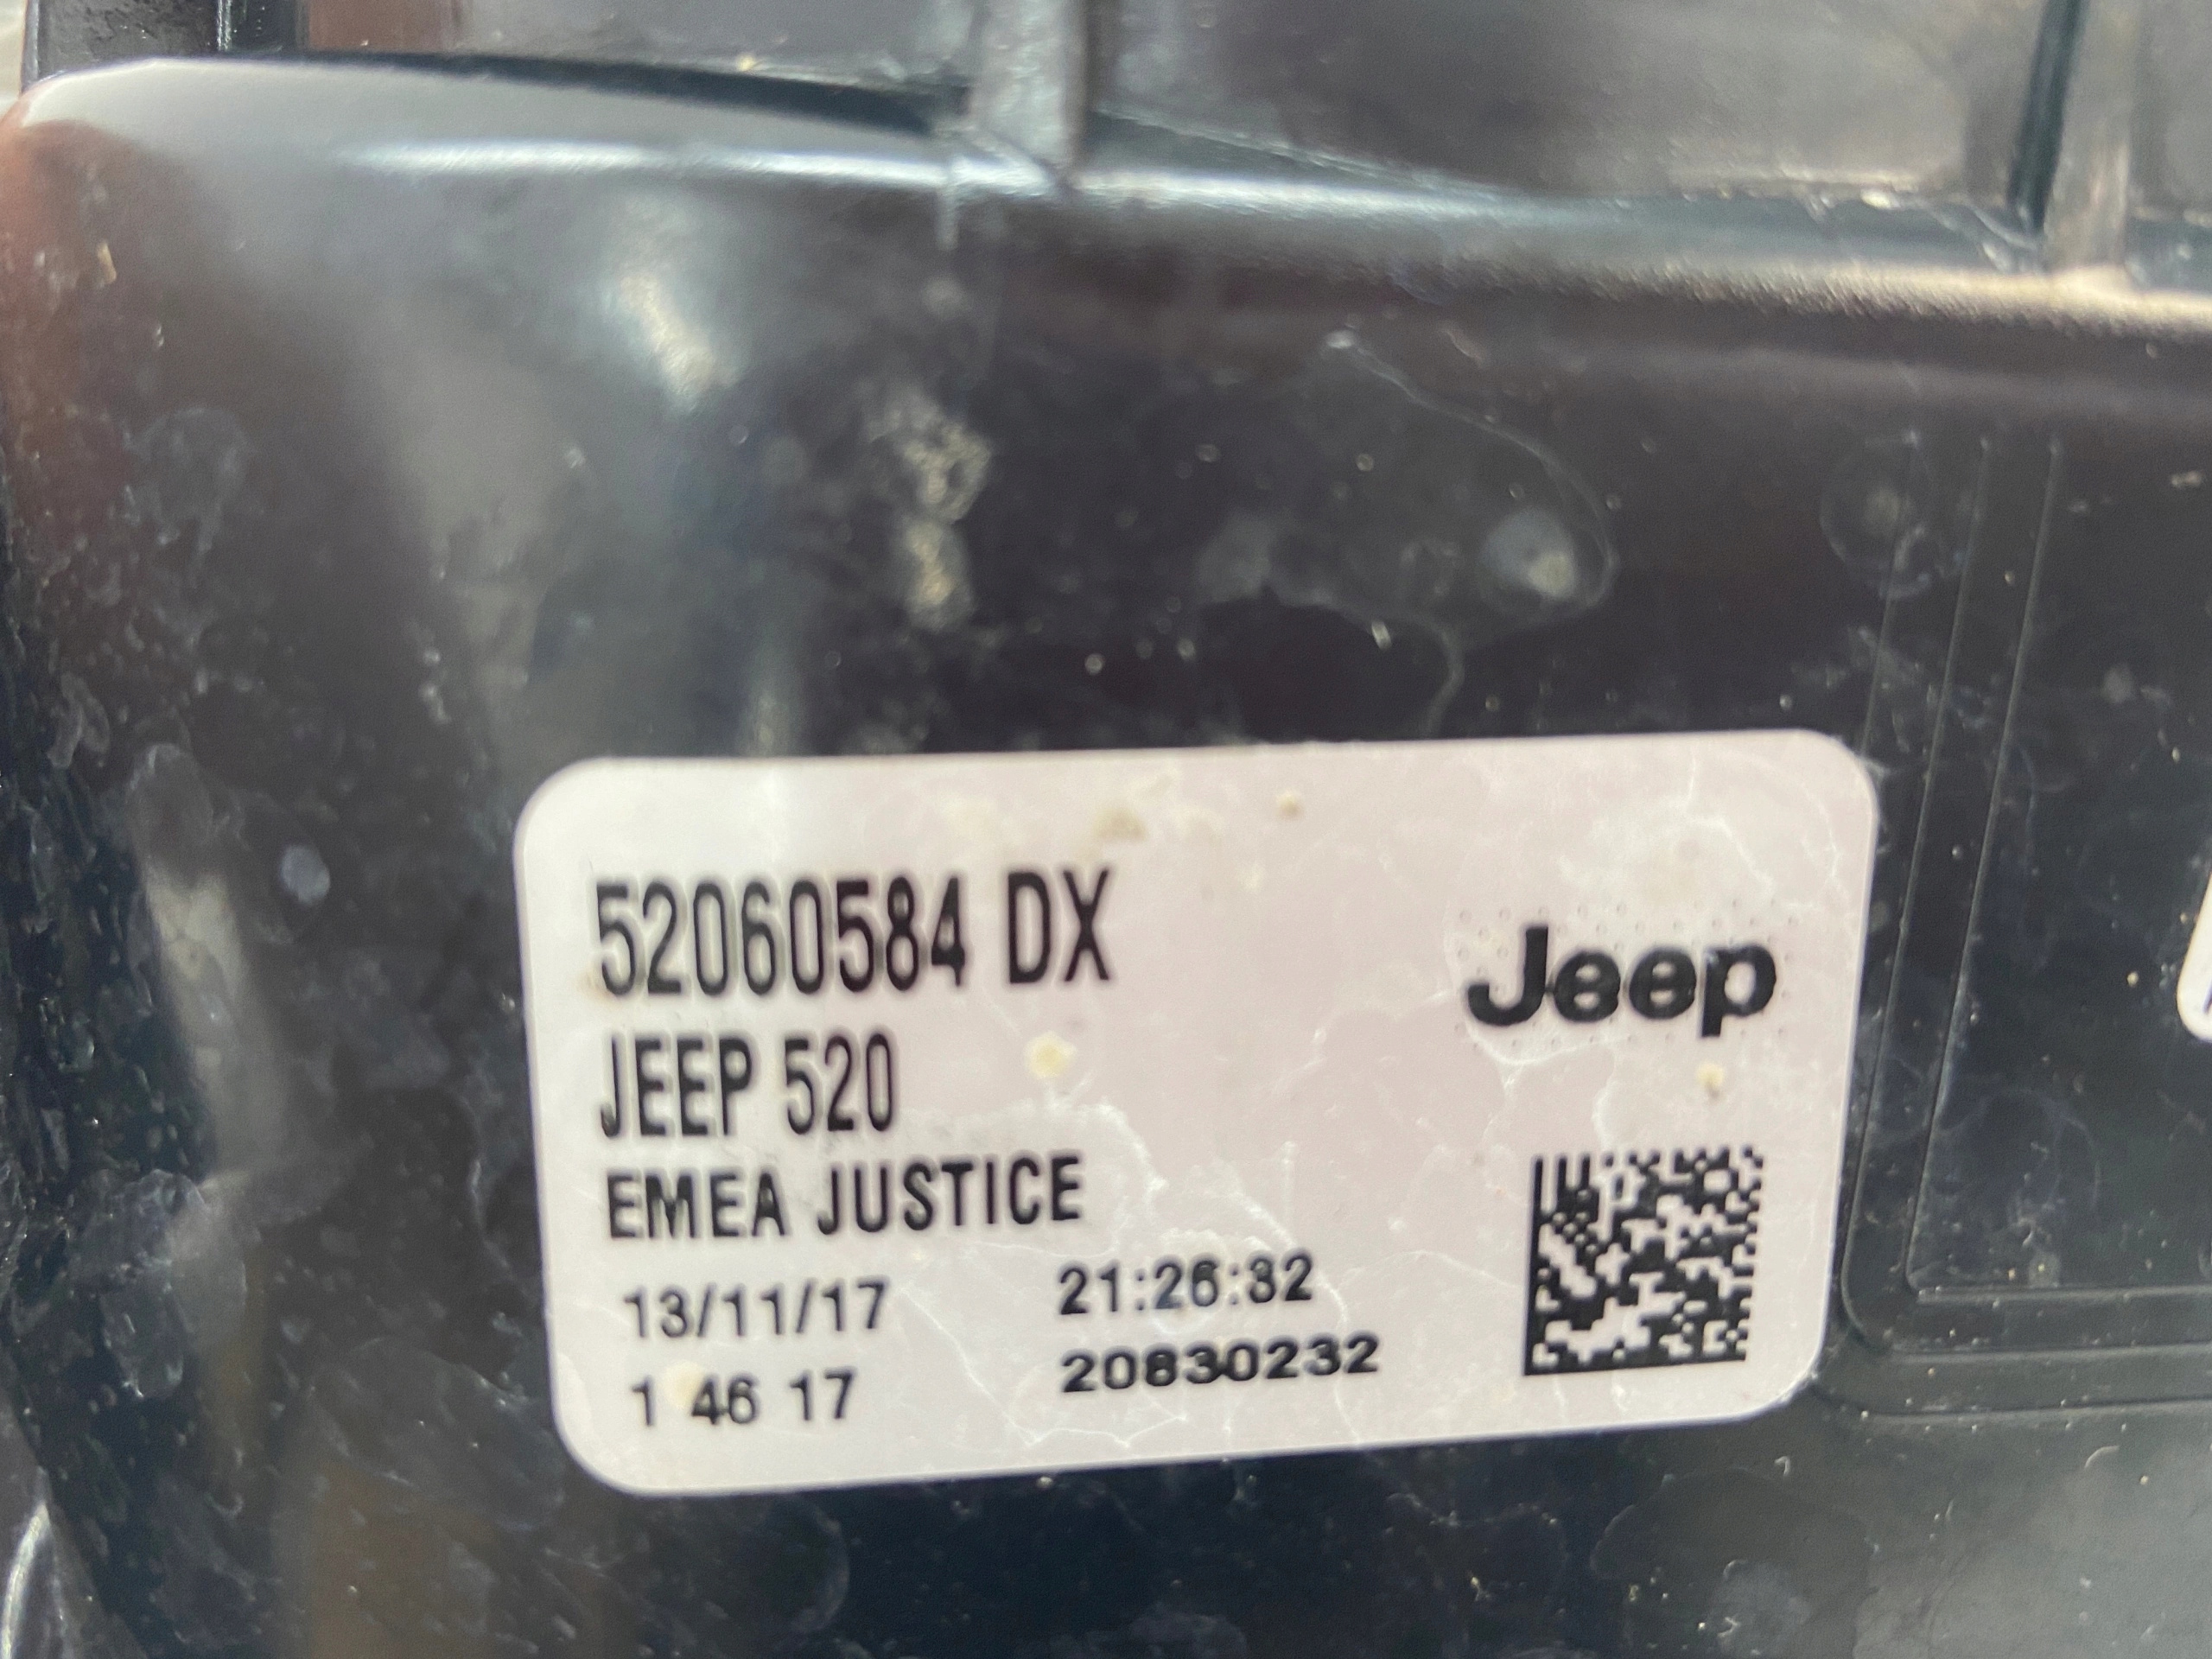 52060584 DX
Jeep
JEEP 520
EMEA JUSTICE
13/11/17 21:26:32
1 46 17 20830232